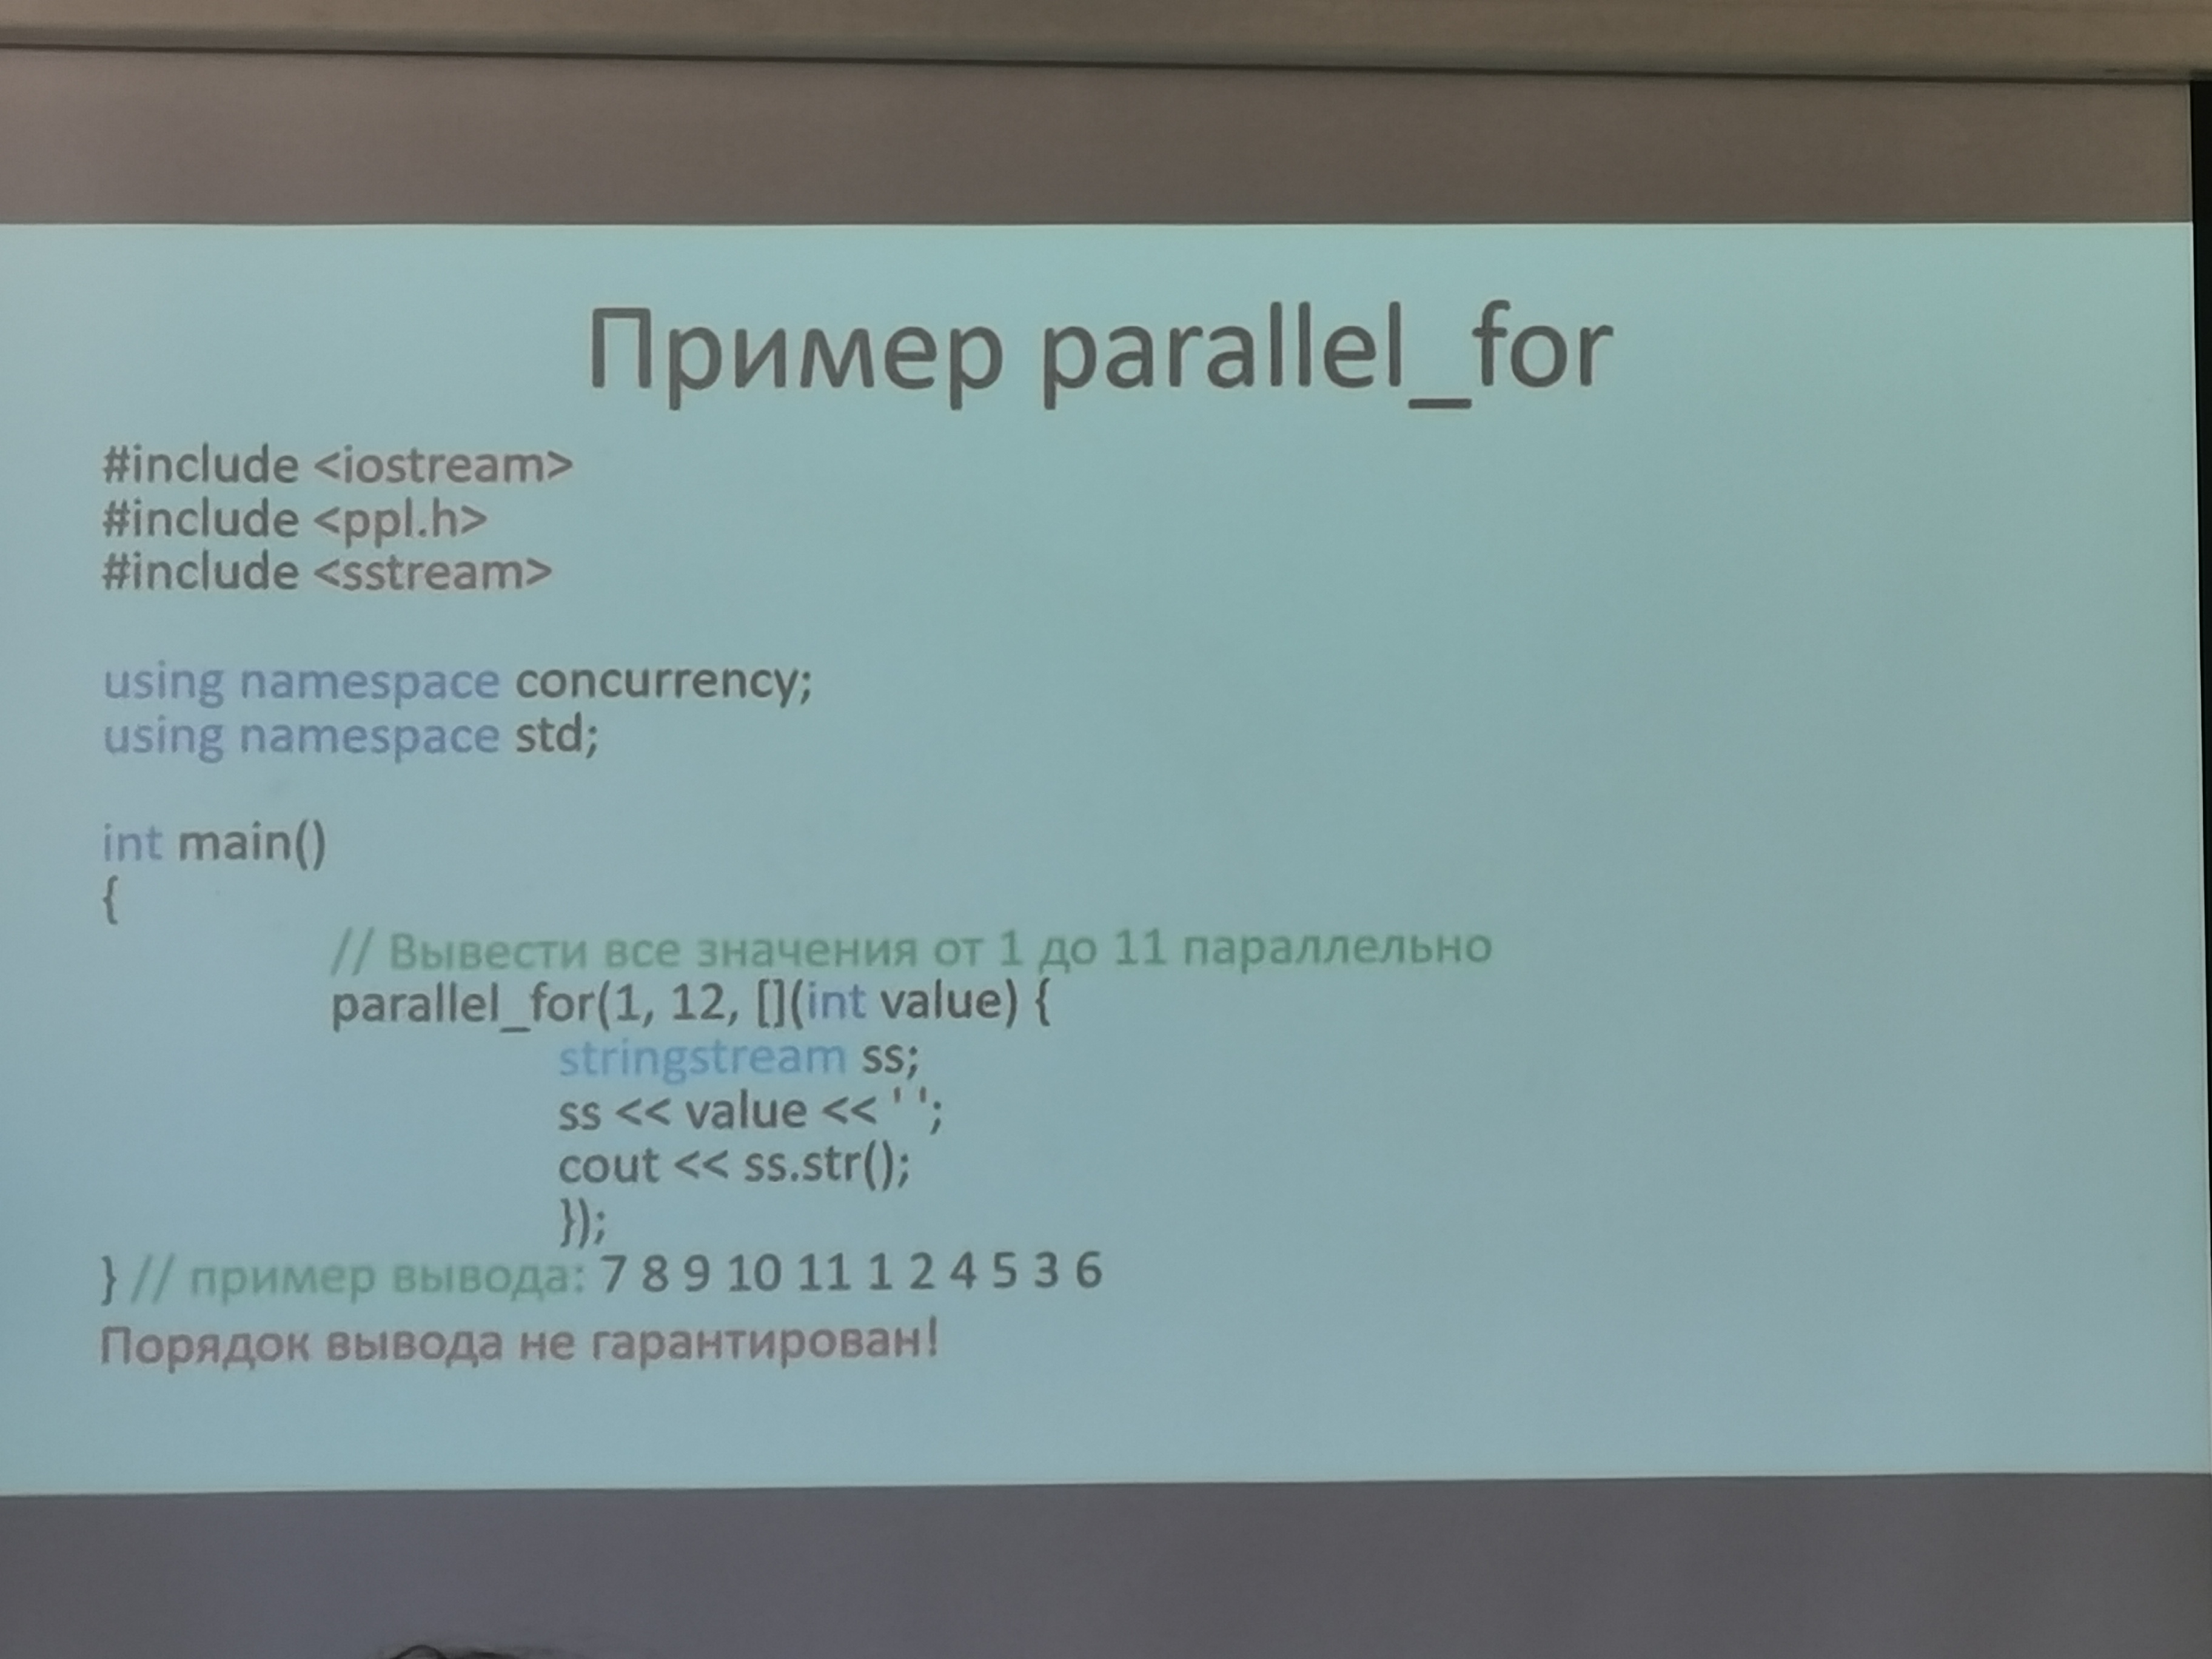 Пример parallel_for
#include <iostream>
#include <ppl.h>
#include <sstream>
using namespace concurrency;
using namespace std;
int main()
{
// Вывести все значения от 1 до 11 параллельно
parallel_for(1, 12, [](int value) {
stringstream ss;
ss << value << ' ';
cout << ss.str();
});
} // пример вывода: 7 8 9 10 11 1 2 4 5 3 6
Порядок вывода не гарантирован!